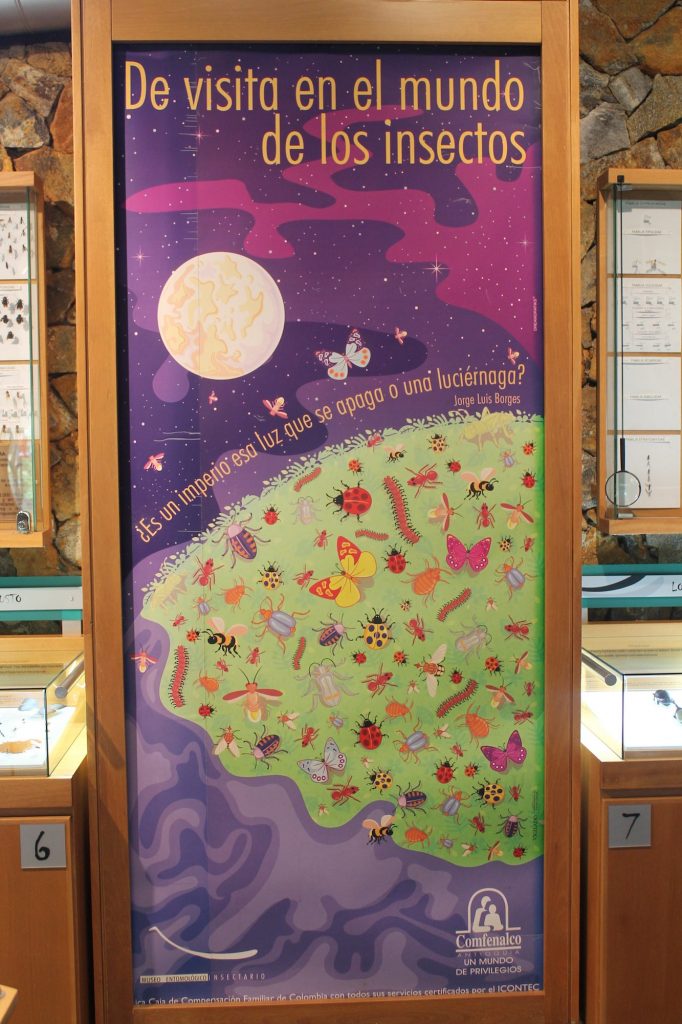 De visita en el mundo
de los insectos
¿Es un imperio esa luz que se apaga o una luciérnaga?
Jorge Luis Borges
6
7
Comfenalco
ANTIOQUIA
UN MUNDO
DE PRIVILEGIOS
MUSEO ENTOMOLÓGICO INSECTARIO
Caja de Compensación Familiar de Colombia con todos sus servicios certificados por el ICONTEC